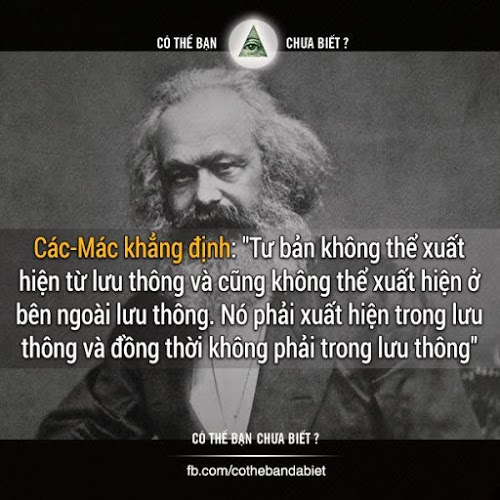 CÓ THỂ BẠN CHƯA BIẾT ?
Các-Mác khẳng định: "Tư bản không thể xuất
hiện từ lưu thông và cũng không thể xuất hiện ở
bên ngoài lưu thông. Nó phải xuất hiện trong lưu
thông và đồng thời không phải trong lưu thông"
CÓ THỂ BẠN CHƯA BIẾT ?
fb.com/cothebandabiet